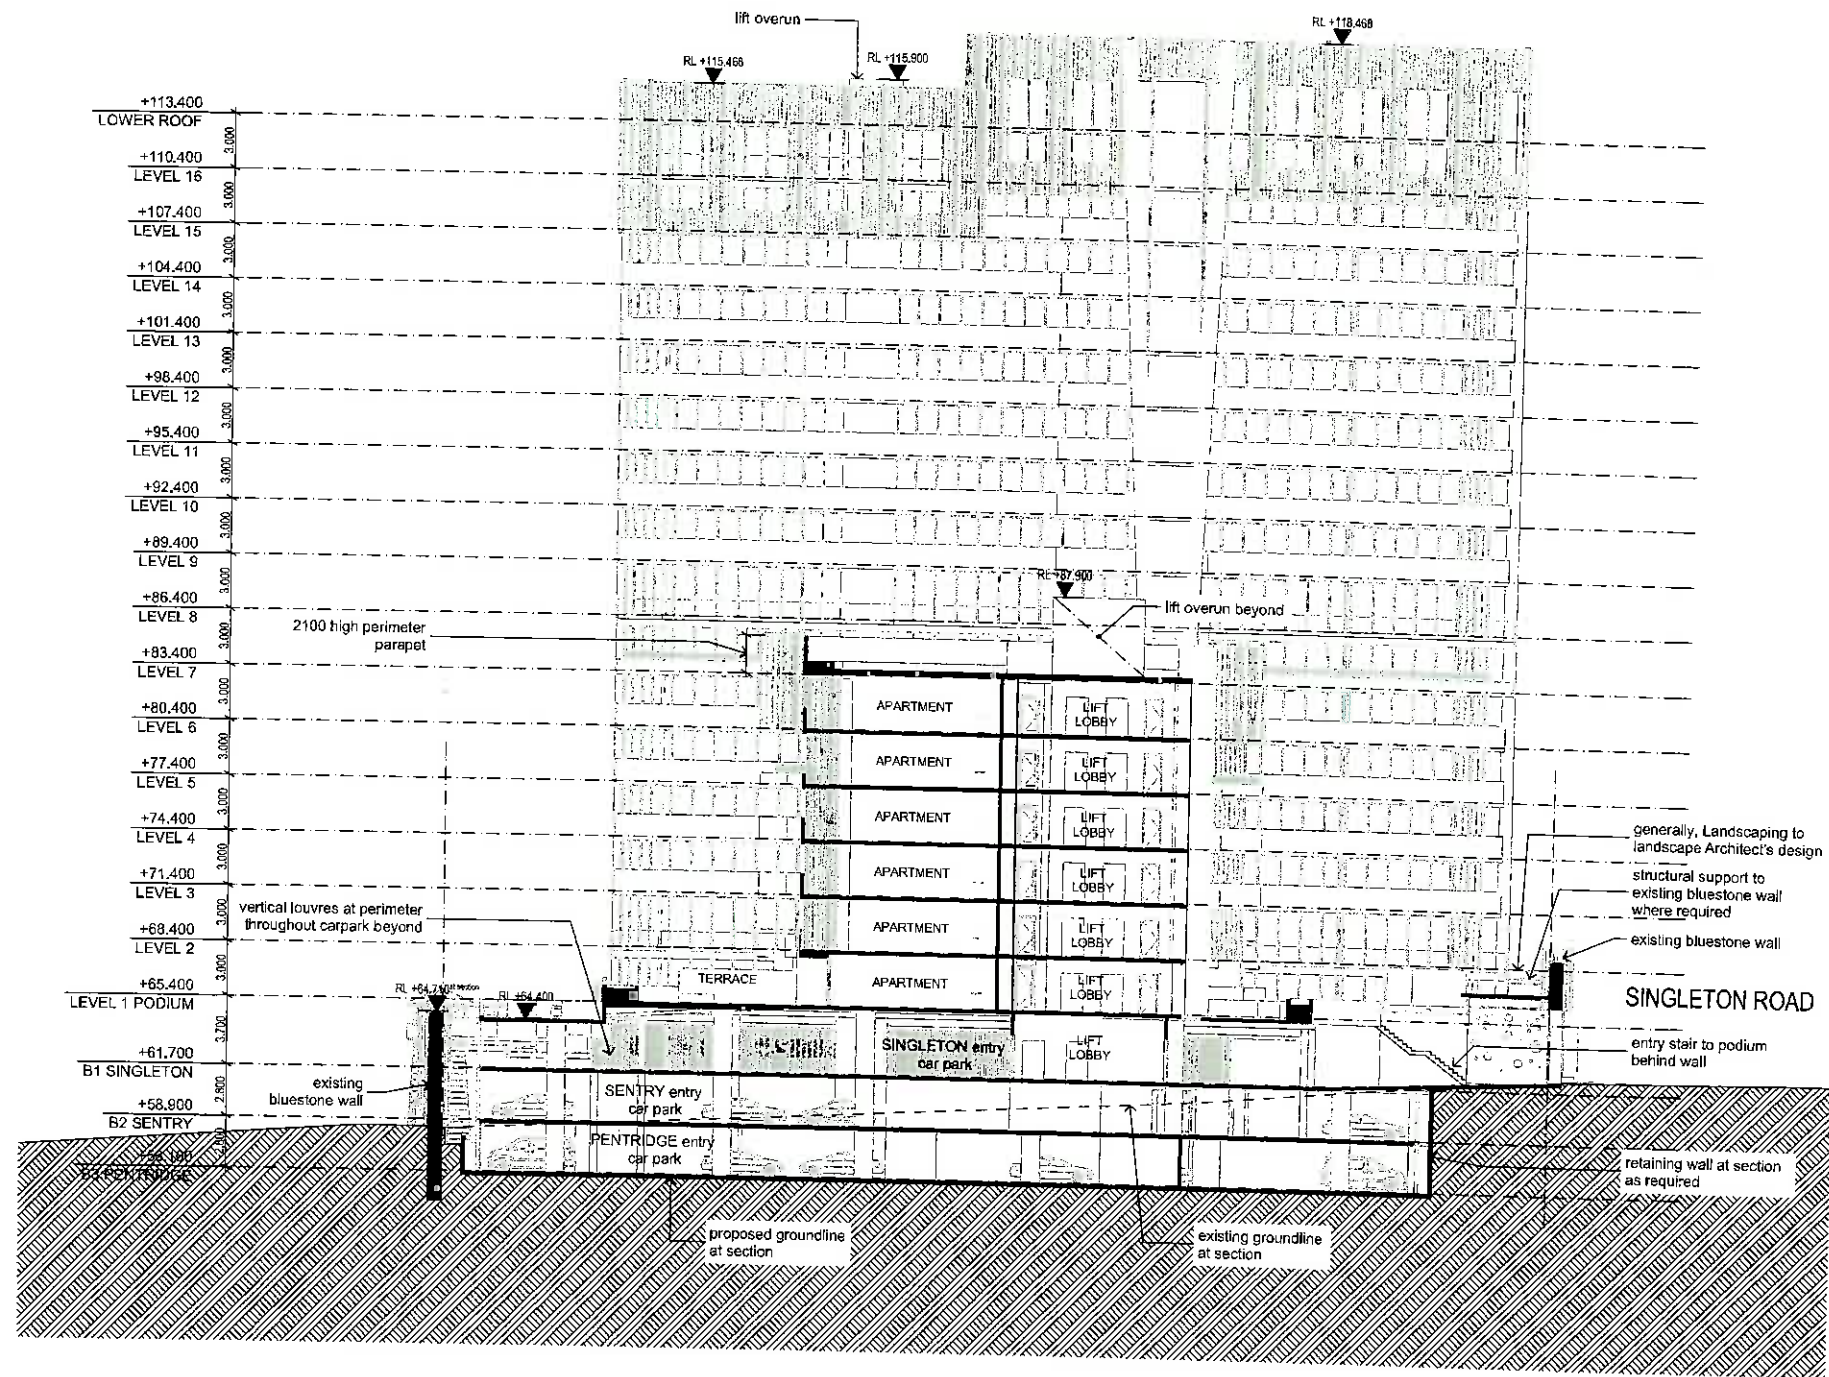 lift overun
RL +118.468
RL +115.466
RL +115.900
+113.400
LOWER ROOF
3.000
+110.400
LEVEL 16
3.000
+107.400
LEVEL 15
3.000
+104.400
LEVEL 14
3.000
+101.400
LEVEL 13
3.000
+98.400
LEVEL 12
3.000
+95.400
LEVEL 11
3.000
+92.400
LEVEL 10
3.000
+89.400
LEVEL 9
3.000
RL +87.900
+86.400
LEVEL 8
lift overun beyond
2100 high perimeter
parapet
3.000
+83.400
LEVEL 7
3.000
+80.400
LEVEL 6
APARTMENT
LIFT
LOBBY
3.000
+77.400
LEVEL 5
APARTMENT
LIFT
LOBBY
3.000
+74.400
LEVEL 4
APARTMENT
LIFT
LOBBY
generally, Landscaping to
landscape Architect's design
3.000
+71.400
LEVEL 3
APARTMENT
LIFT
LOBBY
structural support to
existing bluestone wall
where required
vertical louvres at perimeter
throughout carpark beyond
3.000
+68.400
LEVEL 2
APARTMENT
LIFT
LOBBY
existing bluestone wall
3.000
+65.400
LEVEL 1 PODIUM
TERRACE
APARTMENT
LIFT
LOBBY
RL +64.400
SINGLETON ROAD
3.700
+61.700
B1 SINGLETON
SINGLETON entry
car park
LIFT
LOBBY
entry stair to podium
behind wall
existing
bluestone wall
2.800
+58.900
B2 SENTRY
SENTRY entry
car park
PENTRIDGE entry
car park
B3 PENTRIDGE
retaining wall at section
as required
proposed groundline
at section
existing groundline
at section